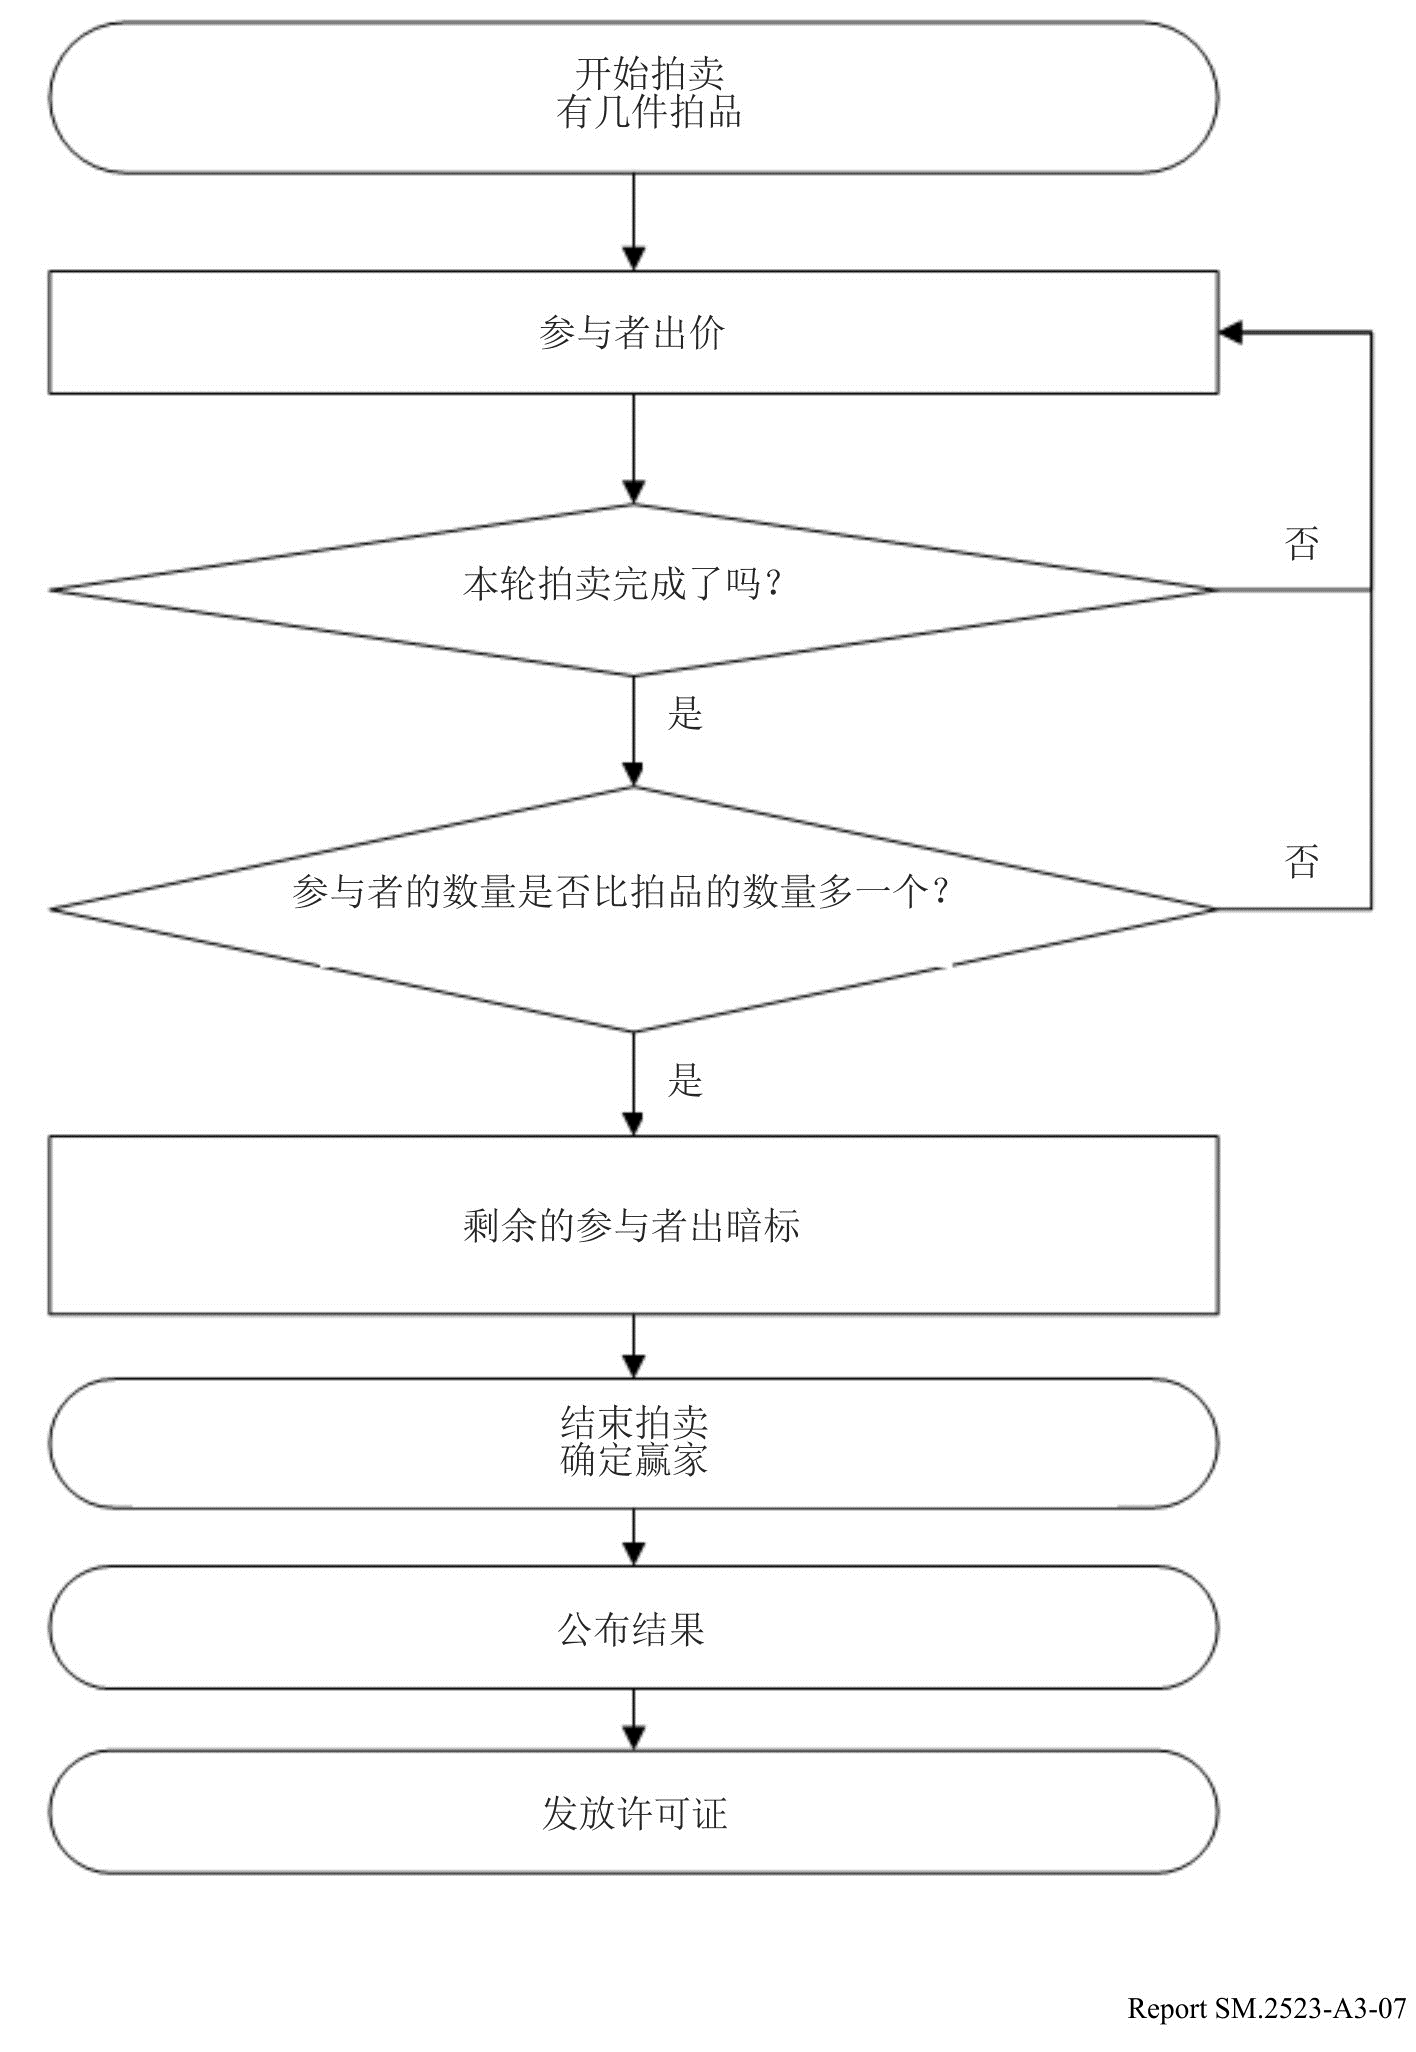 开始拍卖
有几件拍品
参与者出价
否
本轮拍卖完成了吗？
是
否
参与者的数量是否比拍品的数量多一个？
是
剩余的参与者出暗标
结束拍卖
确定赢家
公布结果
发放许可证
Report SM.2523-A3-07